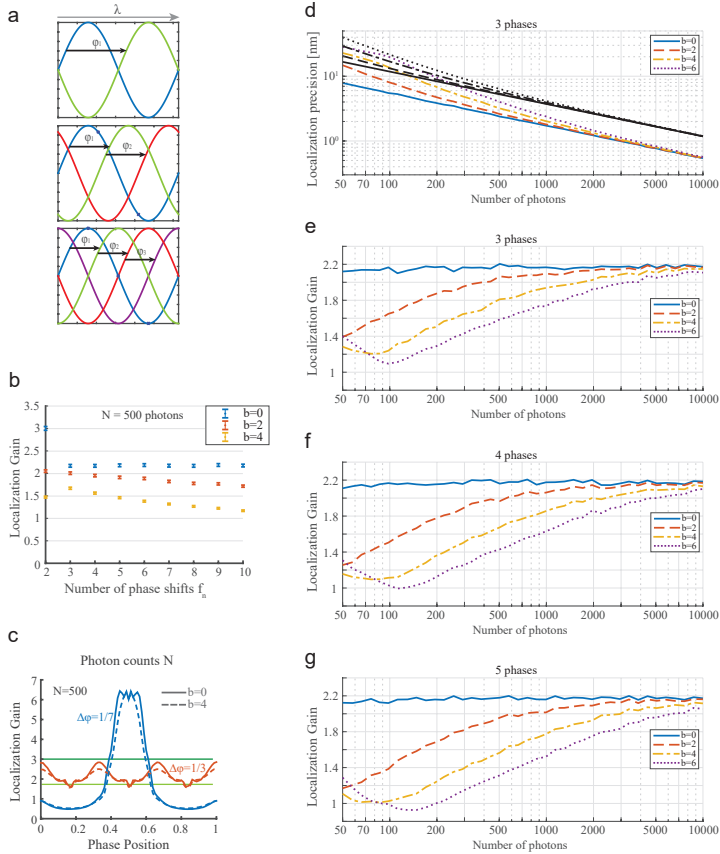 a
λ
φ₁
φ₁
φ₂
φ₁
φ₂
φ₃
b
N = 500 photons
b=0
b=2
b=4
Localization Gain
3.5
3
2.5
2
1.5
1
0.5
0
2 3 4 5 6 7 8 9 10
Number of phase shifts fₙ
c
Photon counts N
N=500
b=0
b=4
Δφ=1/7
Δφ=1/3
Localization Gain
7
6
5
4
3
2
1
0
0 0.2 0.4 0.6 0.8 1
Phase Position
d
3 phases
b=0
b=2
b=4
b=6
Localization precision [nm]
10¹
10⁰
50 70 100 200 500 1000 2000 5000 10000
Number of photons
e
3 phases
Localization Gain
2.2
1.8
1.4
1
b=0
b=2
b=4
b=6
50 70 100 200 500 1000 2000 5000 10000
Number of photons
f
4 phases
Localization Gain
2.2
1.8
1.4
1
b=0
b=2
b=4
b=6
50 70 100 200 500 1000 2000 5000 10000
Number of photons
g
5 phases
Localization Gain
2.2
1.8
1.4
1
b=0
b=2
b=4
b=6
50 70 100 200 500 1000 2000 5000 10000
Number of photons